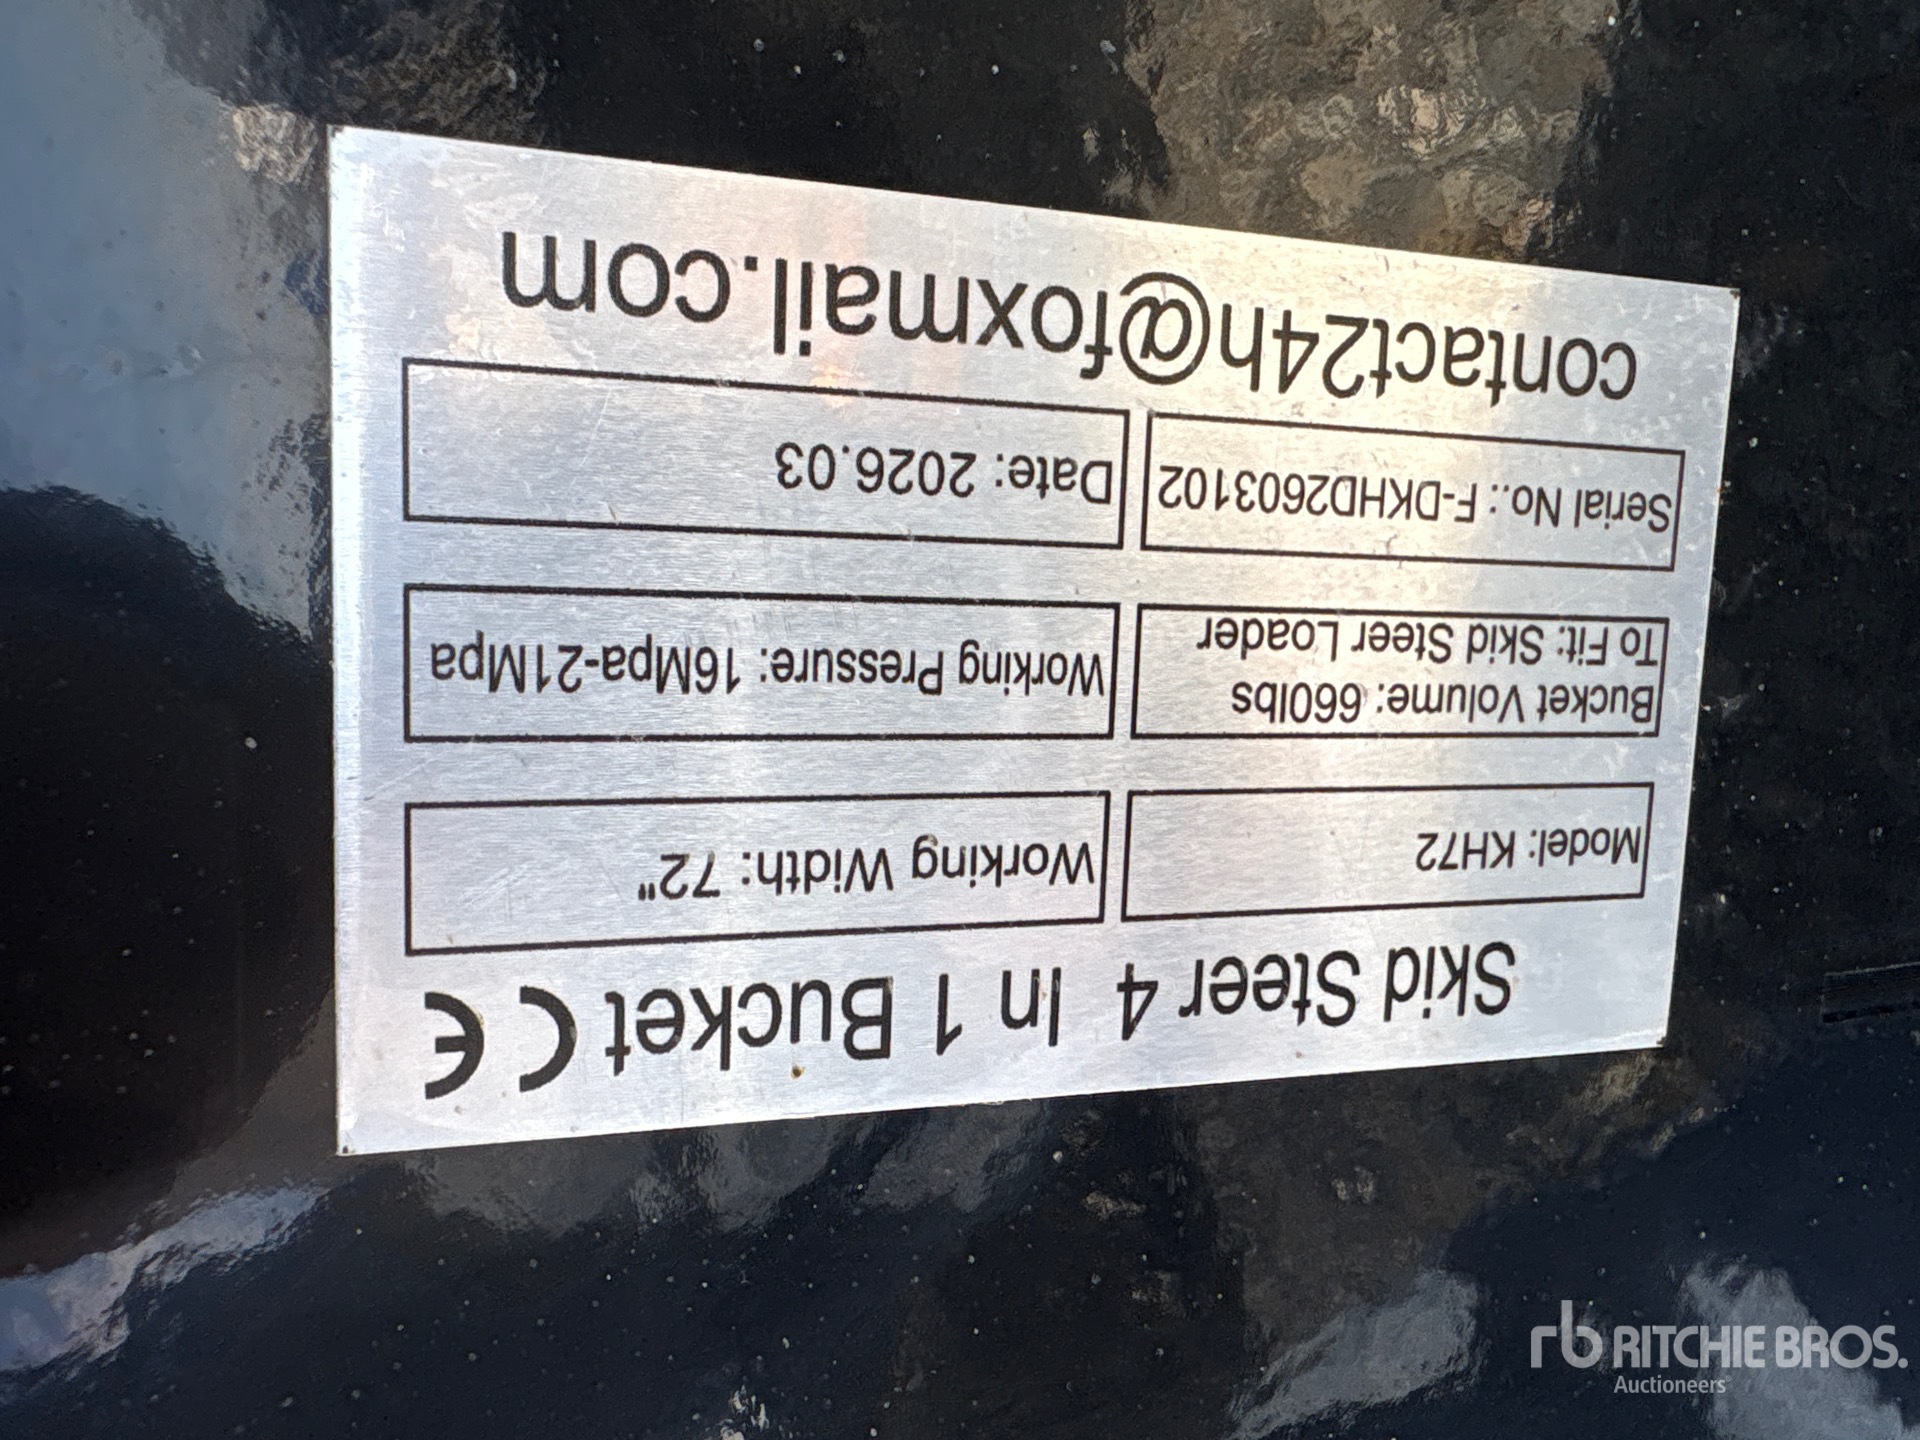 Skid Steer 4 In 1 Bucket CE
Model: KH72
Working Width: 72"
Bucket Volume: 660lbs
To Fit: Skid Steer Loader
Working Pressure: 16Mpa-21Mpa
Serial No.: F-DKHD2603102
Date: 2026.03
contact24h@foxmail.com
rb RITCHIE BROS.
Auctioneers